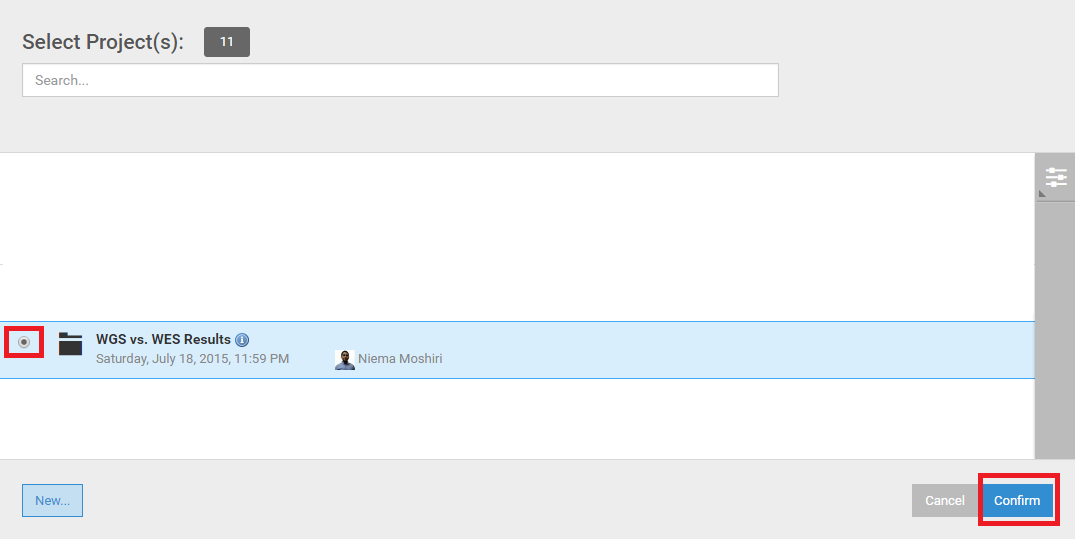 Select Project(s): 11
Search...
WGS vs. WES Results i
Saturday, July 18, 2015, 11:59 PM Niema Moshiri
New... Cancel Confirm